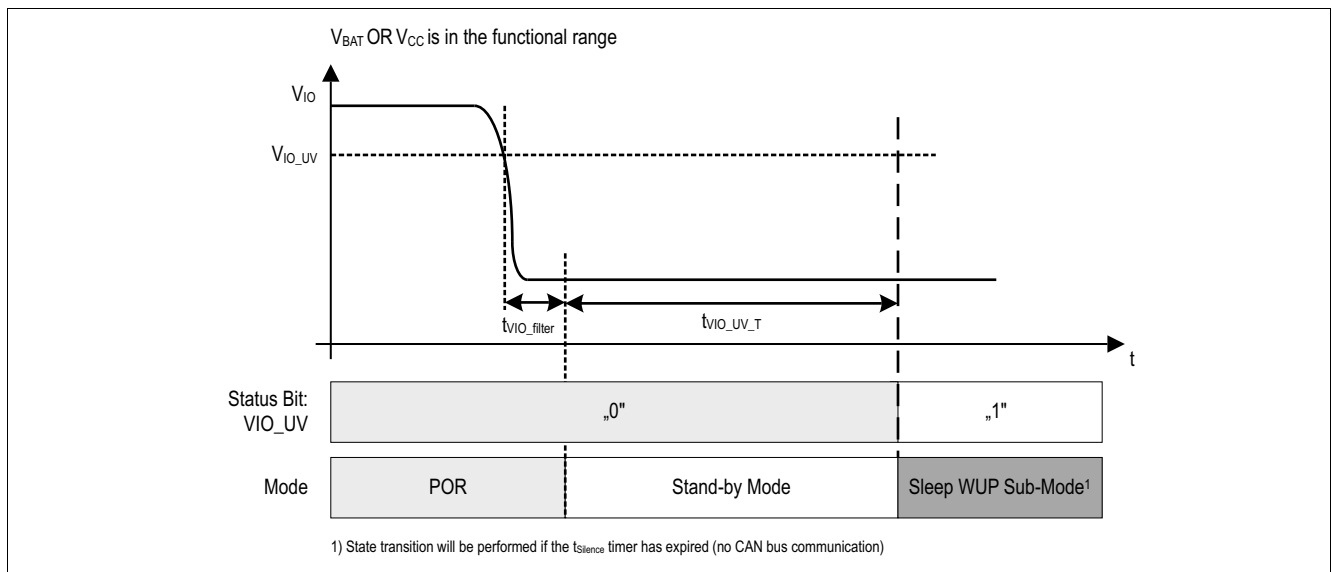 VBAT OR VCC is in the functional range
VIO
VIO_UV
tVIO_filter
tVIO_UV_T
t
Status Bit:
VIO_UV
„0"
„1"
Mode
POR
Stand-by Mode
Sleep WUP Sub-Mode¹
1) State transition will be performed if the tSilence timer has expired (no CAN bus communication)